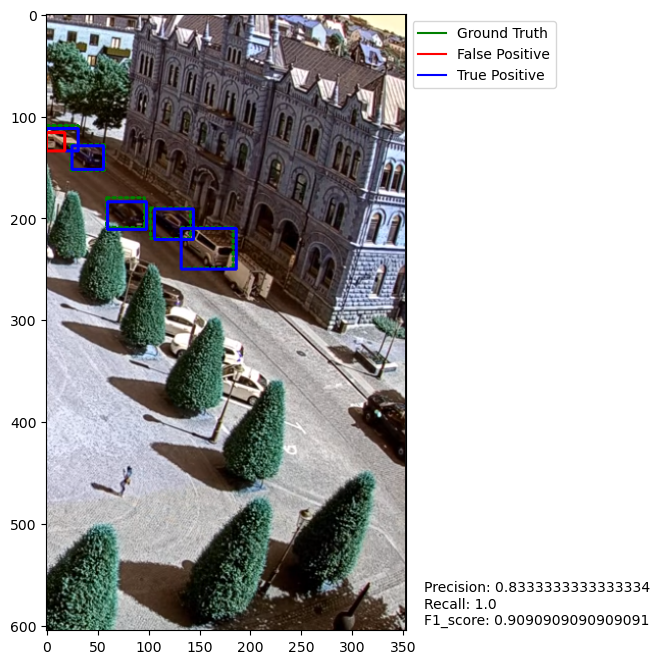 Ground Truth
False Positive
True Positive
0
100
200
300
400
500
600
0
50
100
150
200
250
300
350
Precision: 0.8333333333333334
Recall: 1.0
F1_score: 0.9090909090909091